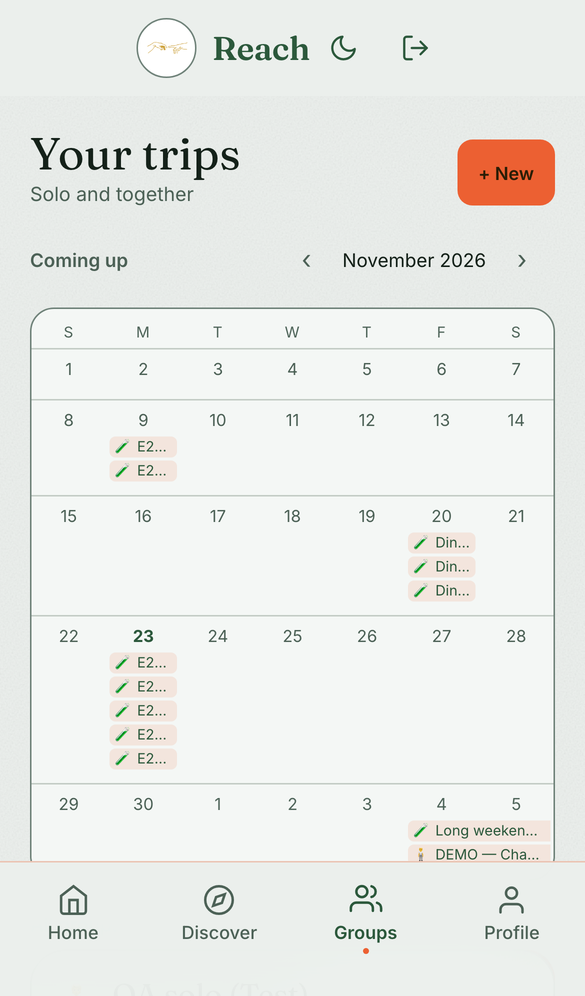 Reach
Your trips
+ New
Solo and together
Coming up
‹ November 2026 ›
S M T W T F S
1 2 3 4 5 6 7
8 9 10 11 12 13 14
E2...
E2...
15 16 17 18 19 20 21
Din...
Din...
Din...
22 23 24 25 26 27 28
E2...
E2...
E2...
E2...
E2...
29 30 1 2 3 4 5
Long weeken...
DEMO — Cha...
Home Discover Groups Profile
QA solo (Test)